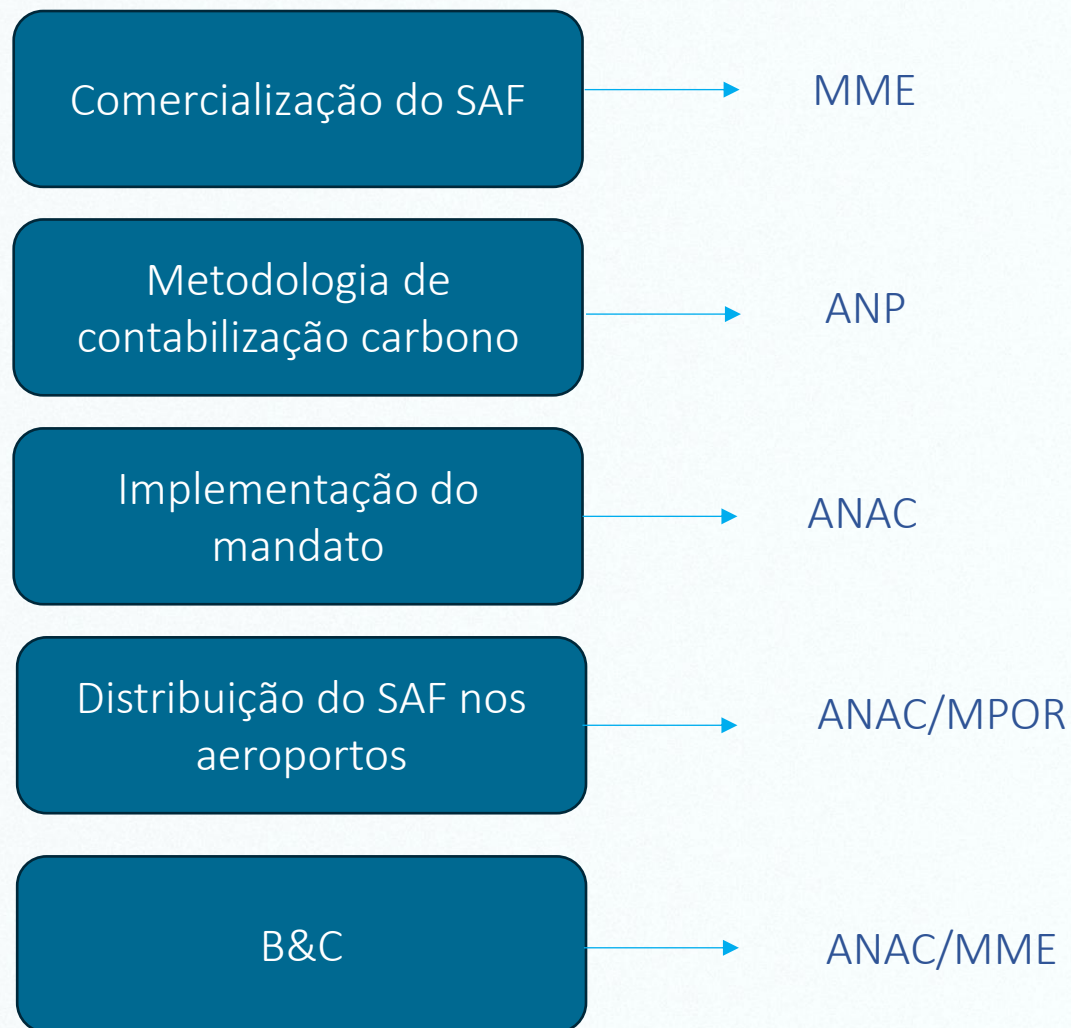 Comercialização do SAF
MME
Metodologia de
contabilização carbono
ANP
Implementação do
mandato
ANAC
Distribuição do SAF nos
aeroportos
ANAC/MPOR
B&C
ANAC/MME